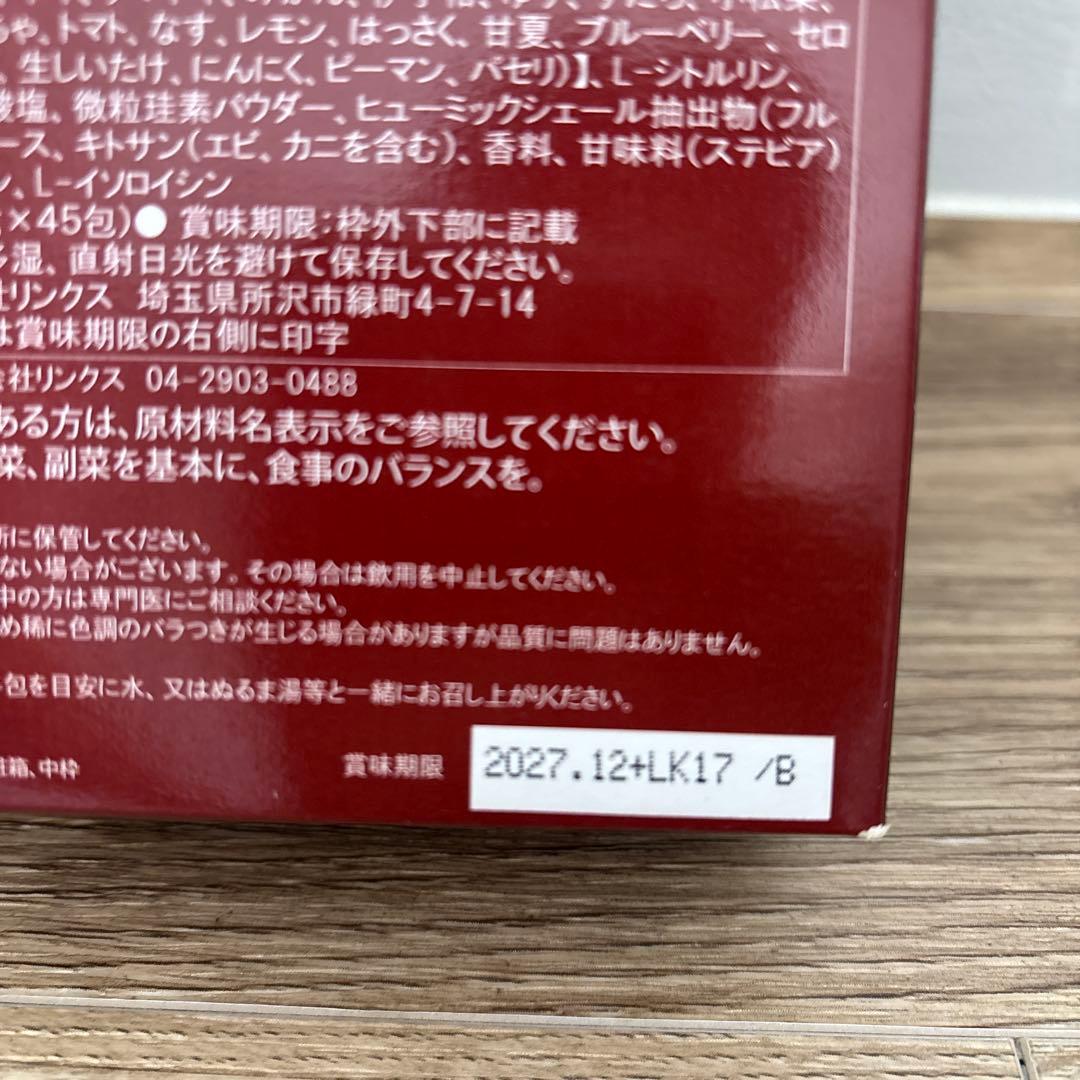 ゃ、トマト、なす、レモン、はっさく、甘夏、ブルーベリー、セロ
、生しいたけ、にんにく、ピーマン、パセリ)】、L-シトルリン、
酸塩、微粒珪素パウダー、ヒューミックシェール抽出物(フル
ース、キトサン(エビ、カニを含む)、香料、甘味料(ステビア)
ン、L-イソロイシン
×45包)● 賞味期限:枠外下部に記載
多湿、直射日光を避けて保存してください。
社リンクス 埼玉県所沢市緑町4-7-14
は賞味期限の右側に印字
会社リンクス 04-2903-0488
ある方は、原材料名表示をご参照してください。
菜、副菜を基本に、食事のバランスを。
所に保管してください。
ない場合がございます。その場合は飲用を中止してください。
中の方は専門医にご相談ください。
め稀に色調のバラつきが生じる場合がありますが品質に問題はありません。
包を目安に水、又はぬるま湯等と一緒にお召し上がりください。
箱、中枠 賞味期限 2027.12+LK17 /B